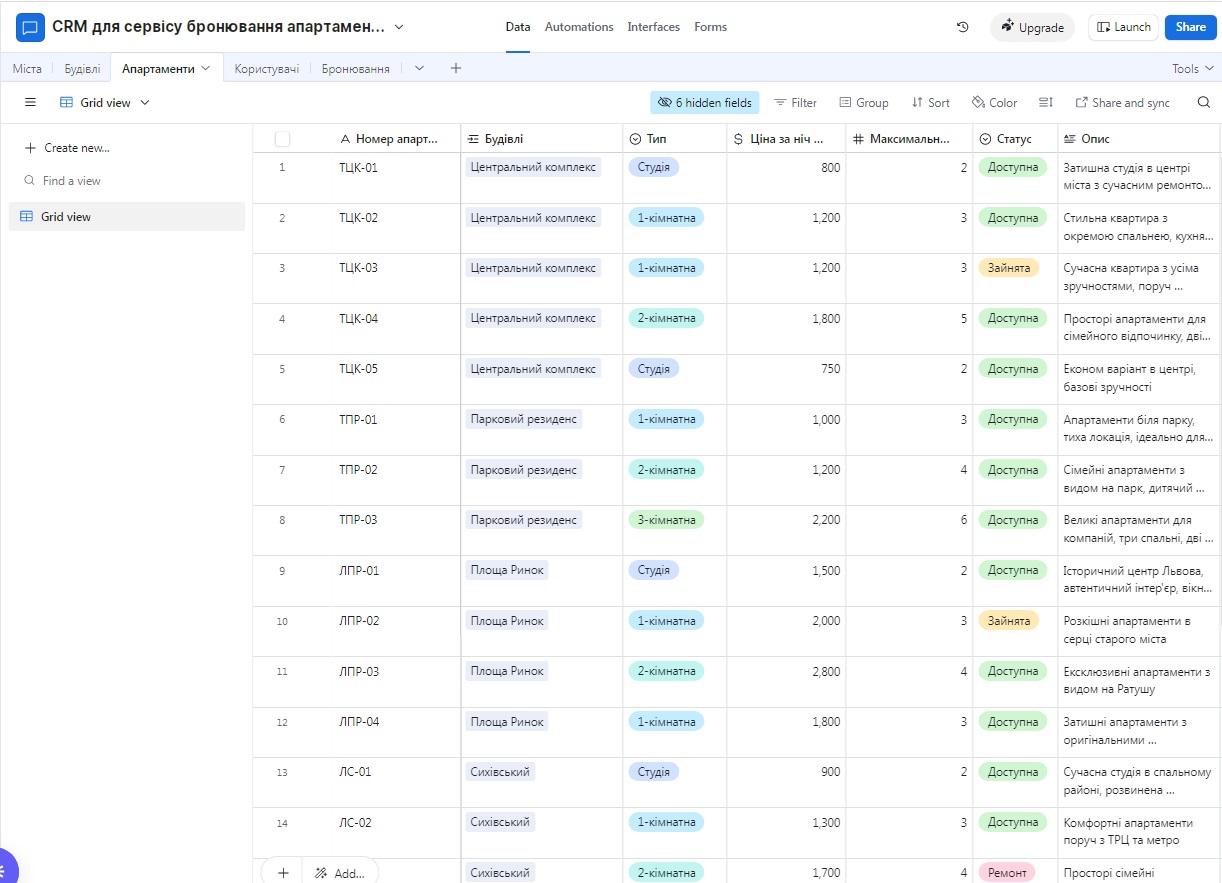 CRM для сервісу бронювання апартамен...
Data Automations Interfaces Forms
Upgrade Launch Share
Міста Будівлі Апартаменти Користувачі Бронювання Tools
Grid view 6 hidden fields Filter Group Sort Color Share and sync
Create new...
Find a view
Grid view
Номер апарт... Будівлі Тип Ціна за ніч ... Максимальн... Статус Опис
1 ТЦК-01 Центральний комплекс Студія 800 2 Доступна Затишна студія в центрі
міста з сучасним ремонто...
2 ТЦК-02 Центральний комплекс 1-кімнатна 1,200 3 Доступна Стильна квартира з
окремою спальнею, кухня...
3 ТЦК-03 Центральний комплекс 1-кімнатна 1,200 3 Зайнята Сучасна квартира з усіма
зручностями, поруч ...
4 ТЦК-04 Центральний комплекс 2-кімнатна 1,800 5 Доступна Просторі апартаменти для
сімейного відпочинку, дві...
5 ТЦК-05 Центральний комплекс Студія 750 2 Доступна Економ варіант в центрі,
базові зручності
6 ТПР-01 Парковий резиденс 1-кімнатна 1,000 3 Доступна Апартаменти біля парку,
тиха локація, ідеально для...
7 ТПР-02 Парковий резиденс 2-кімнатна 1,200 4 Доступна Сімейні апартаменти з
видом на парк, дитячий ...
8 ТПР-03 Парковий резиденс 3-кімнатна 2,200 6 Доступна Великі апартаменти для
компаній, три спальні, дві ...
9 ЛПР-01 Площа Ринок Студія 1,500 2 Доступна Історичний центр Львова,
автентичний інтер'єр, вікн...
10 ЛПР-02 Площа Ринок 1-кімнатна 2,000 3 Зайнята Розкішні апартаменти в
серці старого міста
11 ЛПР-03 Площа Ринок 2-кімнатна 2,800 4 Доступна Ексклюзивні апартаменти з
видом на Ратушу
12 ЛПР-04 Площа Ринок 1-кімнатна 1,800 3 Доступна Затишні апартаменти з
оригінальними ...
13 ЛС-01 Сихівський Студія 900 2 Доступна Сучасна студія в спальному
районі, розвинена ...
14 ЛС-02 Сихівський 1-кімнатна 1,300 3 Доступна Комфортні апартаменти
поруч з ТРЦ та метро
Add... Сихівський 2-кімнатна 1,700 4 Ремонт Просторі сімейні